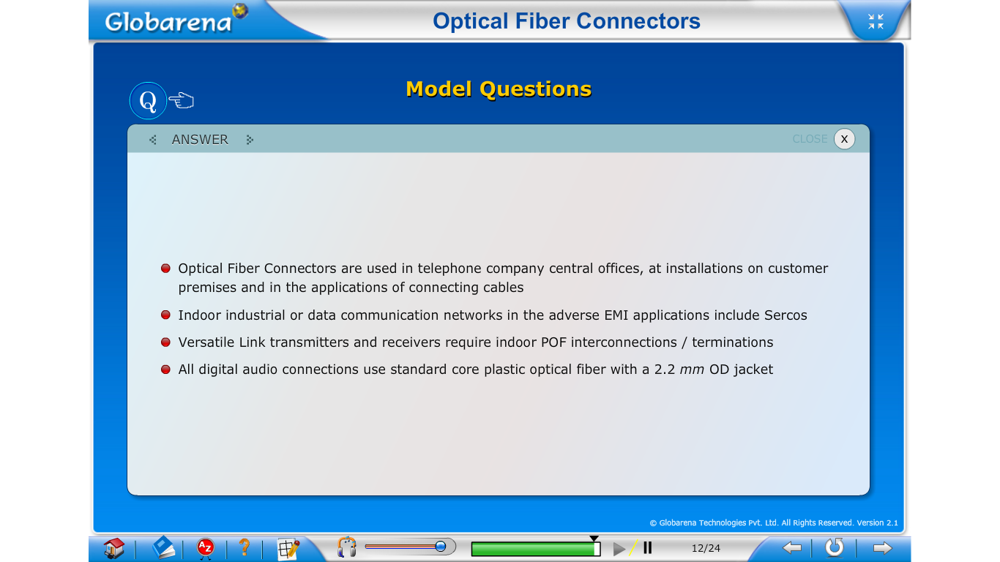 Globarena
Optical Fiber Connectors
Q
Model Questions
ANSWER
CLOSE X
Optical Fiber Connectors are used in telephone company central offices, at installations on customer
premises and in the applications of connecting cables
Indoor industrial or data communication networks in the adverse EMI applications include Sercos
Versatile Link transmitters and receivers require indoor POF interconnections / terminations
All digital audio connections use standard core plastic optical fiber with a 2.2 mm OD jacket
© Globarena Technologies Pvt. Ltd. All Rights Reserved. Version 2.1
AZ
?
12/24